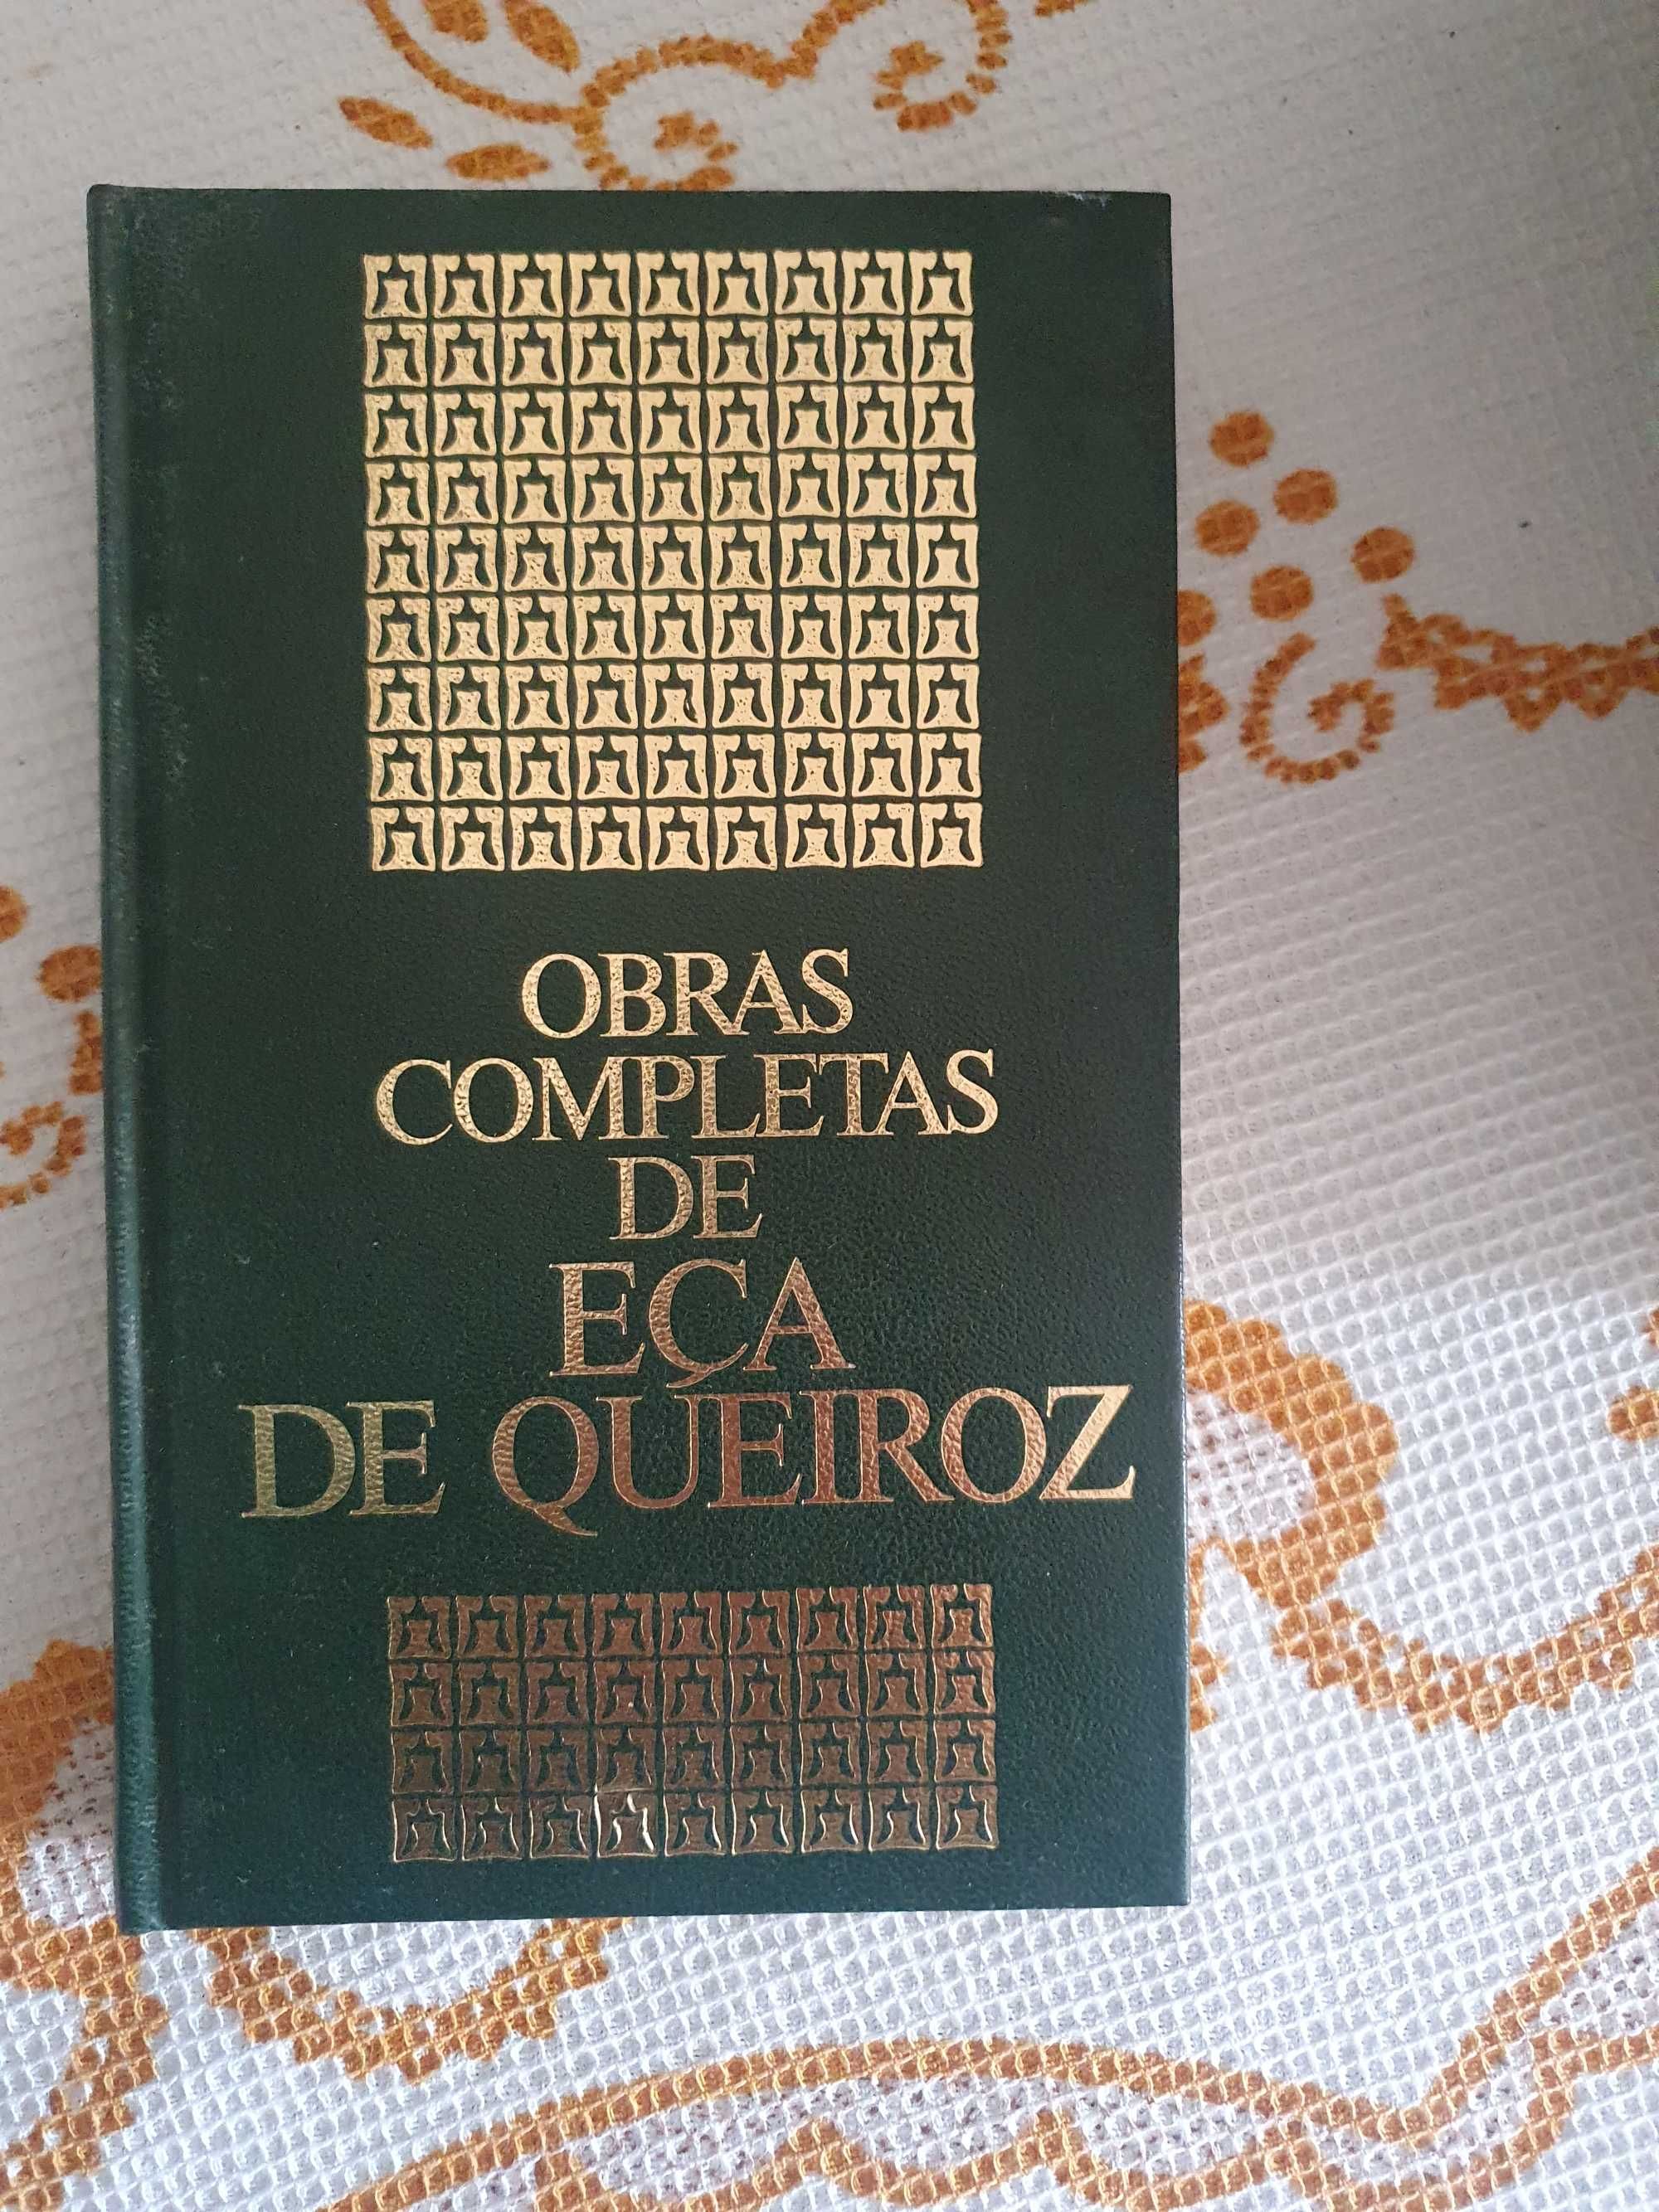 OBRAS
COMPLETAS
DE
EÇA
DE QUEIROZ